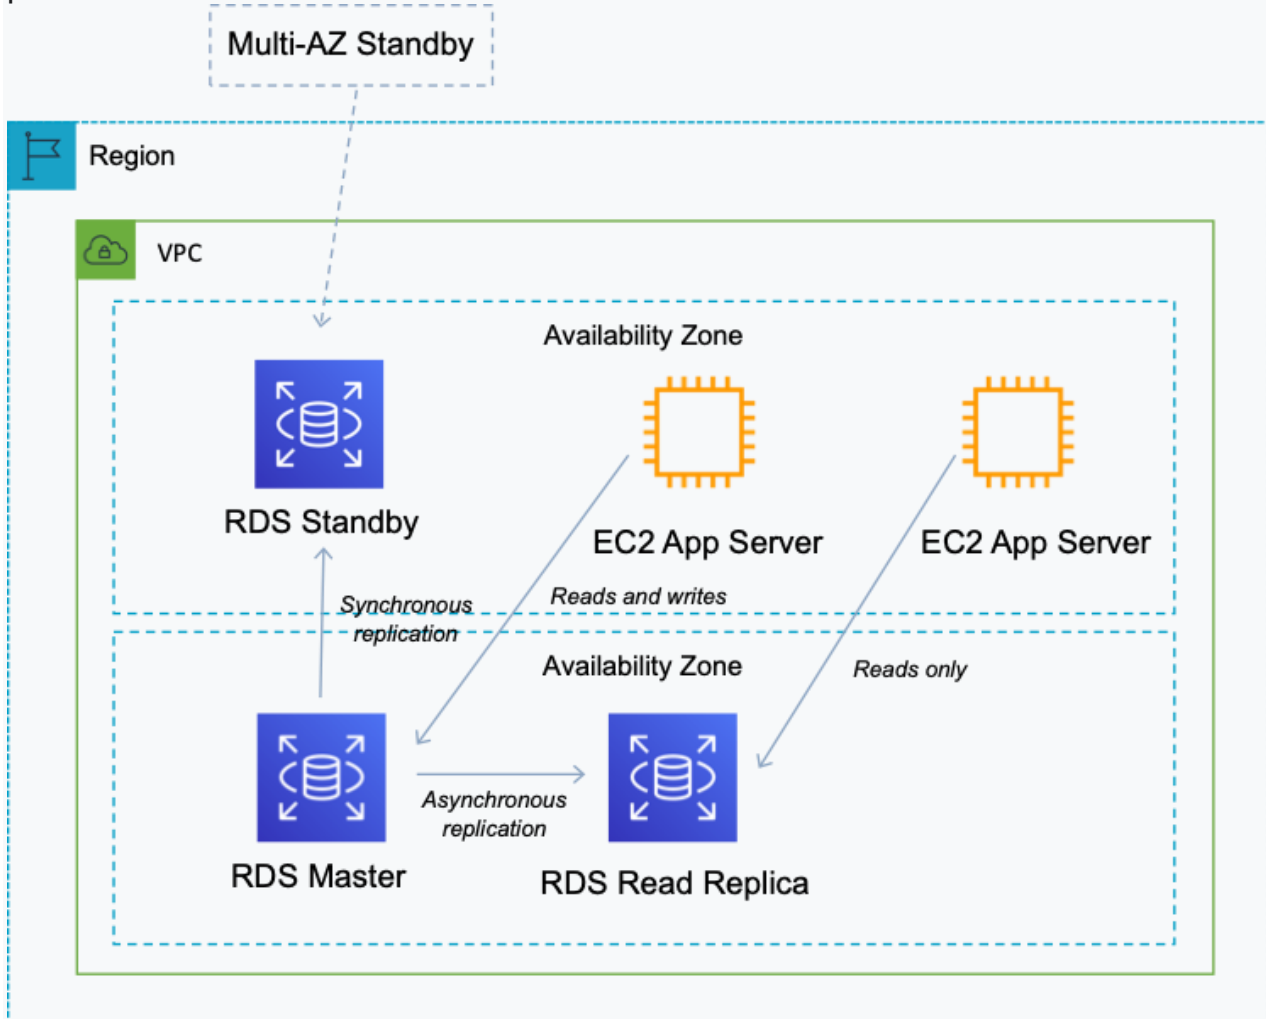 Multi-AZ Standby
Region
VPC
Availability Zone
RDS Standby
EC2 App Server
EC2 App Server
Synchronous
replication
Reads and writes
Availability Zone
Reads only
Asynchronous
replication
RDS Master
RDS Read Replica